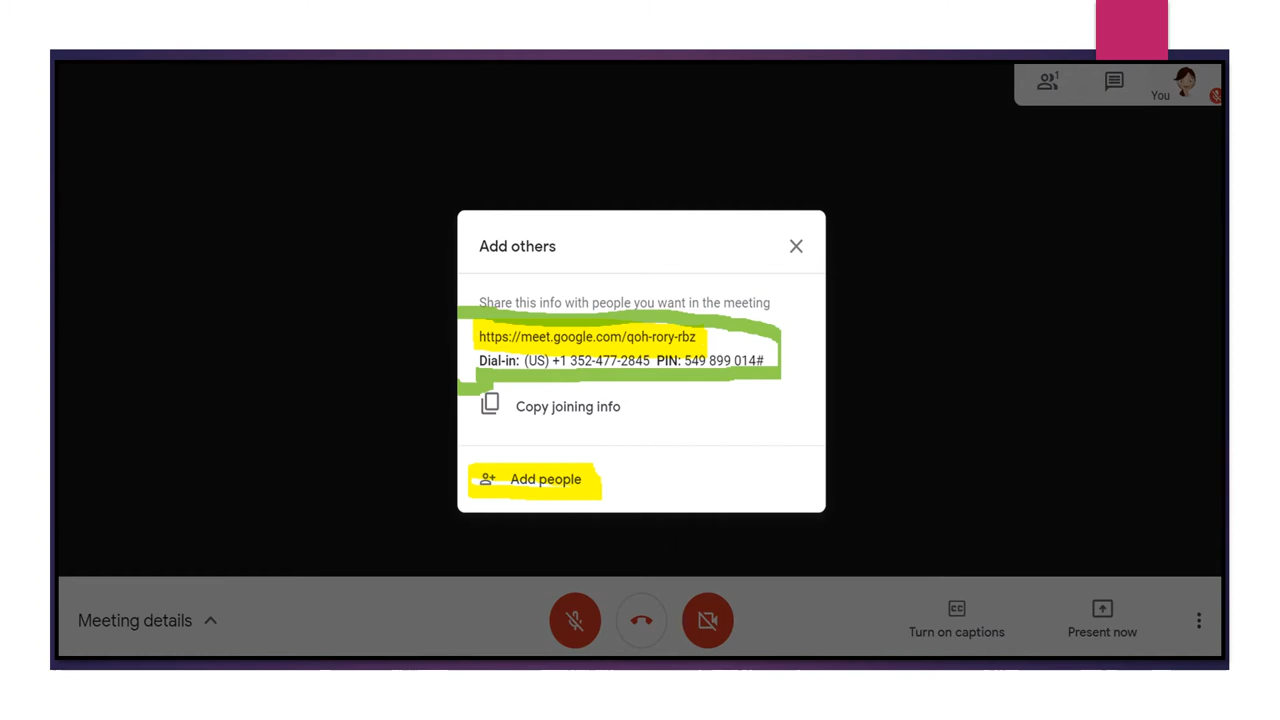 1
You
Add others
Share this info with people you want in the meeting
https://meet.google.com/qoh-rory-rbz
Dial-in: (US) +1 352-477-2845 PIN: 549 899 014#
Copy joining info
Add people
Meeting details
CC
Turn on captions
Present now